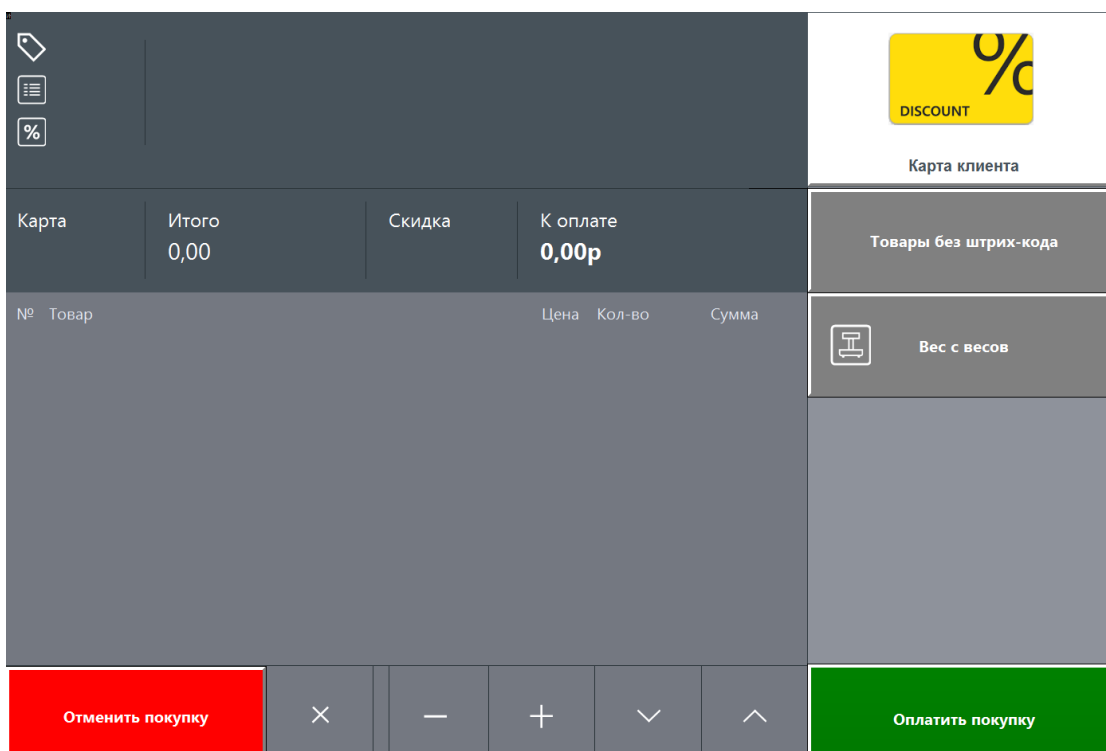 %
DISCOUNT
Карта клиента
%
Карта
Итого
Скидка
К оплате
0,00
0,00р
Товары без штрих-кода
№ Товар Цена Кол-во Сумма
Вес с весов
Отменить покупку
Оплатить покупку